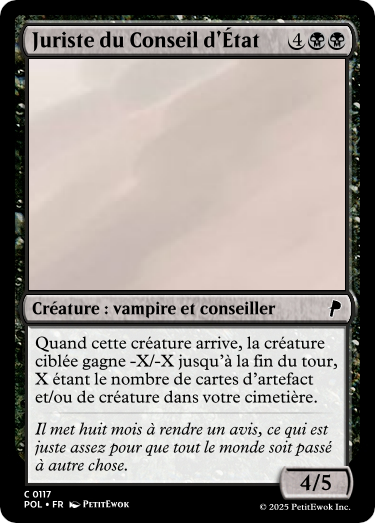 Juriste du Conseil d'État 4
Créature : vampire et conseiller
Quand cette créature arrive, la créature
ciblée gagne -X/-X jusqu'à la fin du tour,
X étant le nombre de cartes d'artefact
et/ou de créature dans votre cimetière.
Il met huit mois à rendre un avis, ce qui est
juste assez pour que tout le monde soit passé
à autre chose.
4/5
C 0117
POL • FR PetitEwok
© 2025 PetitEwok Inc.